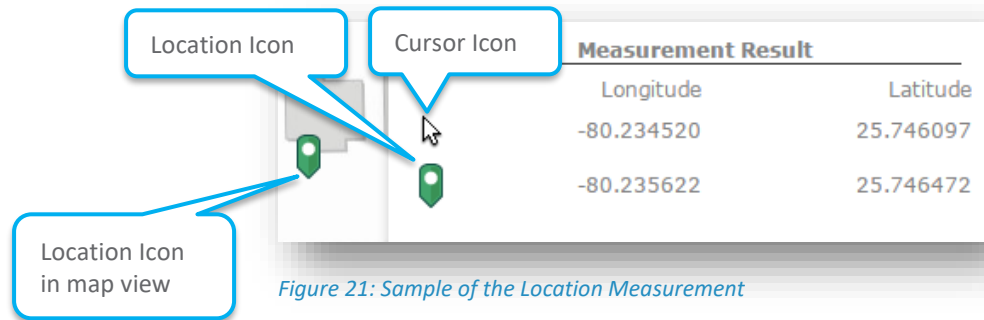 Location Icon
Cursor Icon
Measurement Result
Longitude Latitude
-80.234520 25.746097
-80.235622 25.746472
Location Icon
in map view
Figure 21: Sample of the Location Measurement